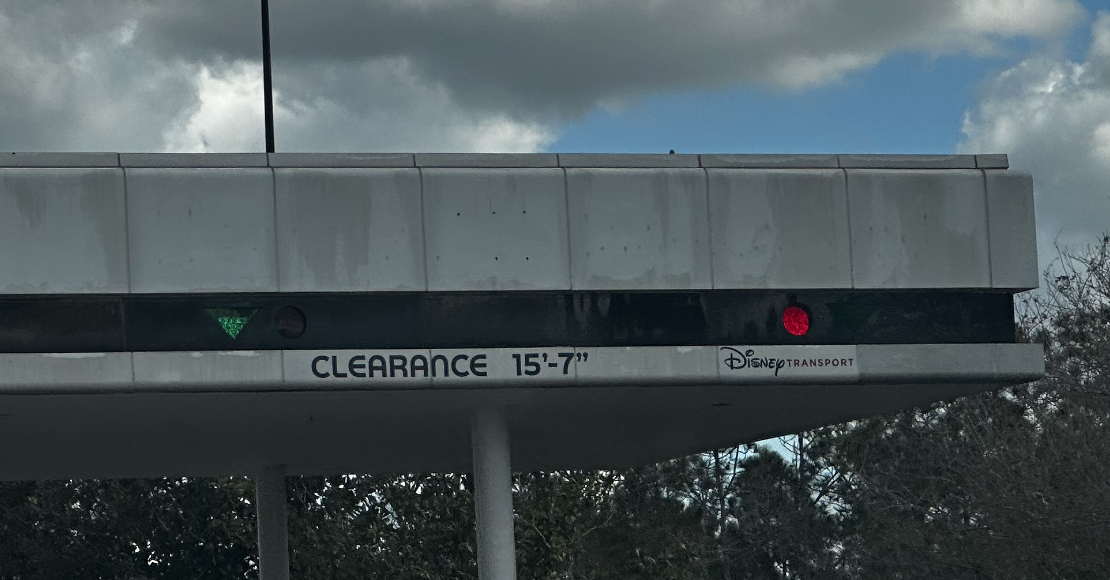 CLEARANCE 15'-7”
Disney TRANSPORT